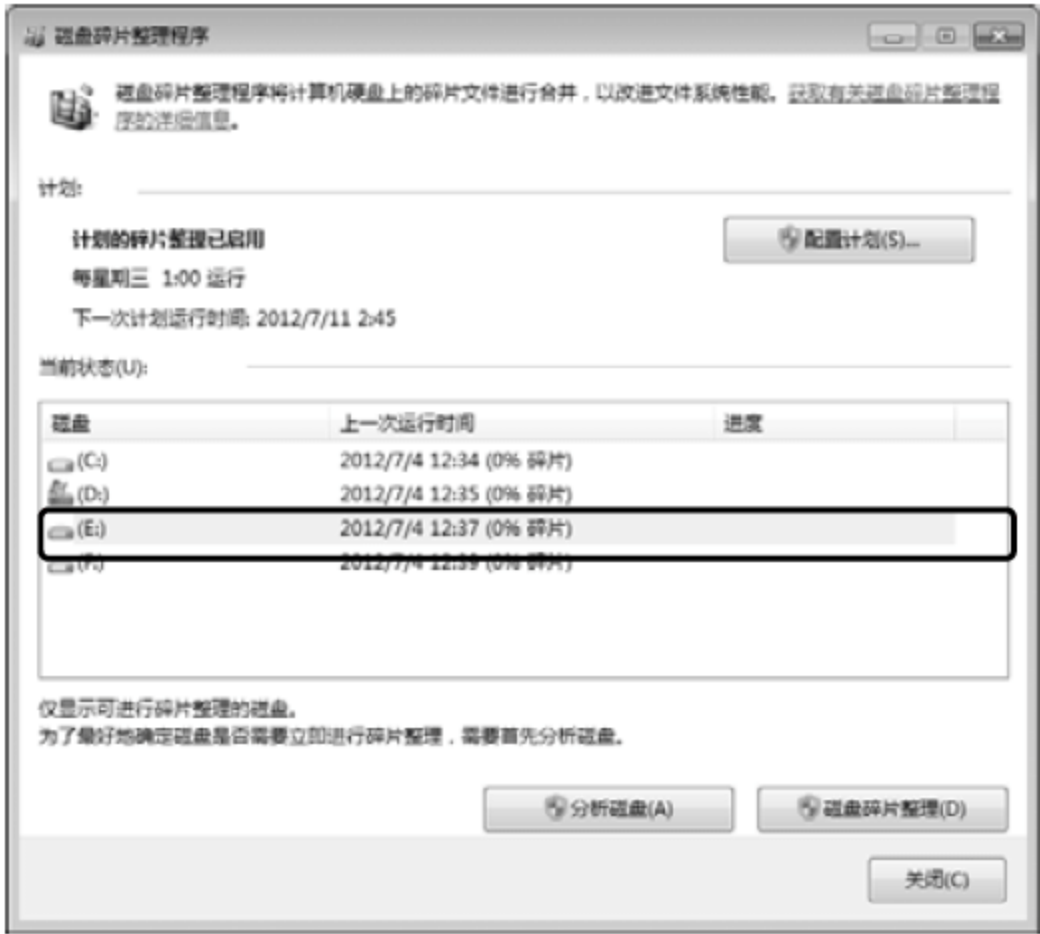 磁盘碎片整理程序
磁盘碎片整理程序将计算机硬盘上的碎片文件进行合并，以改进文件系统性能。获取有关磁盘碎片整理程
序的详细信息。
计划:
计划的碎片整理已启用
配置计划(S)...
每星期三 1:00 运行
下一次计划运行时间: 2012/7/11 2:45
当前状态(U):
磁盘 上一次运行时间 进度
(C:) 2012/7/4 12:34 (0% 碎片)
(D:) 2012/7/4 12:35 (0% 碎片)
(E:) 2012/7/4 12:37 (0% 碎片)
(F:) 2012/7/4 12:39 (0% 碎片)
仅显示可进行碎片整理的磁盘。
为了最好地确定磁盘是否需要立即进行碎片整理，需要首先分析磁盘。
分析磁盘(A) 磁盘碎片整理(D)
关闭(C)